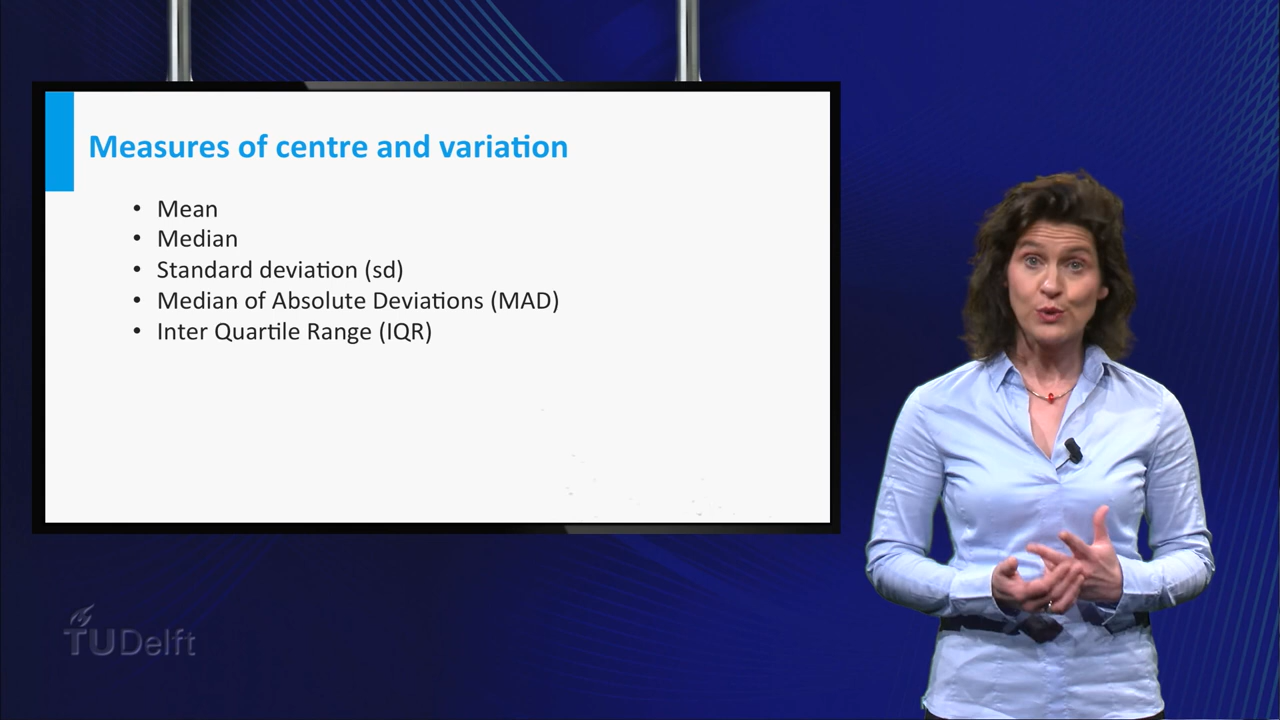 Measures of centre and variation
• Mean
• Median
• Standard deviation (sd)
• Median of Absolute Deviations (MAD)
• Inter Quartile Range (IQR)
TUDelft